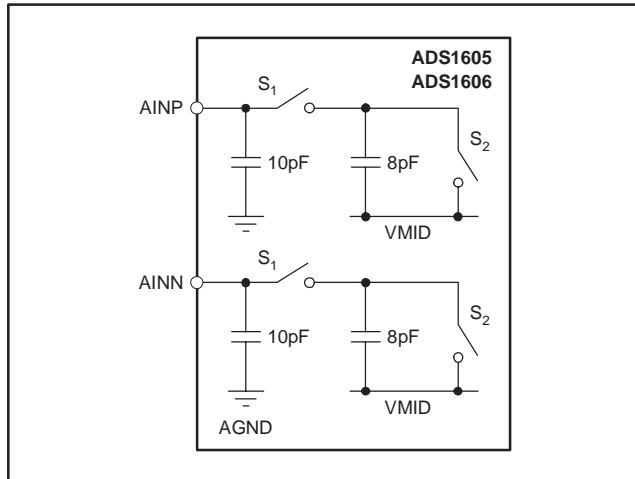 ADS1605
ADS1606
S1
AINP
S2
10pF
8pF
VMID
S1
AINN
S2
10pF
8pF
VMID
AGND